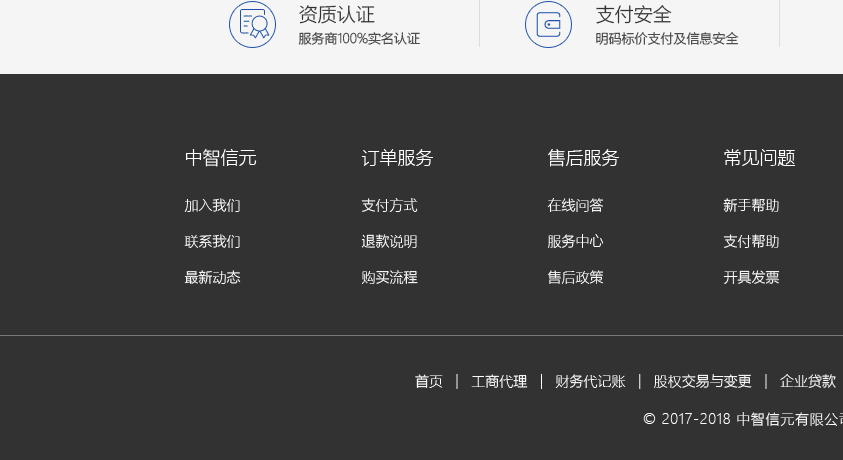 资质认证 支付安全
服务商100%实名认证 明码标价支付及信息安全
中智信元 订单服务 售后服务 常见问题
加入我们 支付方式 在线问答 新手帮助
联系我们 退款说明 服务中心 支付帮助
最新动态 购买流程 售后政策 开具发票
首页 | 工商代理 | 财务代记账 | 股权交易与变更 | 企业贷款
© 2017-2018 中智信元有限公司